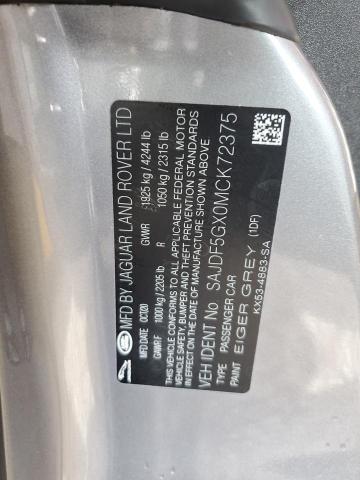 MFD BY JAGUAR LAND ROVER LTD
MFD DATE OCT/20 GVWR 1925 kg / 4244 lb
GAWR F 1000 kg / 2205 lb R 1050 kg / 2315 lb
THIS VEHICLE CONFORMS TO ALL APPLICABLE FEDERAL MOTOR
VEHICLE SAFETY, BUMPER AND THEFT PREVENTION STANDARDS
IN EFFECT ON THE DATE OF MANUFACTURE SHOWN ABOVE
VEH IDENT No SAJDF5GX0MCK72375
TYPE PASSENGER CAR
PAINT EIGER GREY (1DF)
KX53-4883-SA